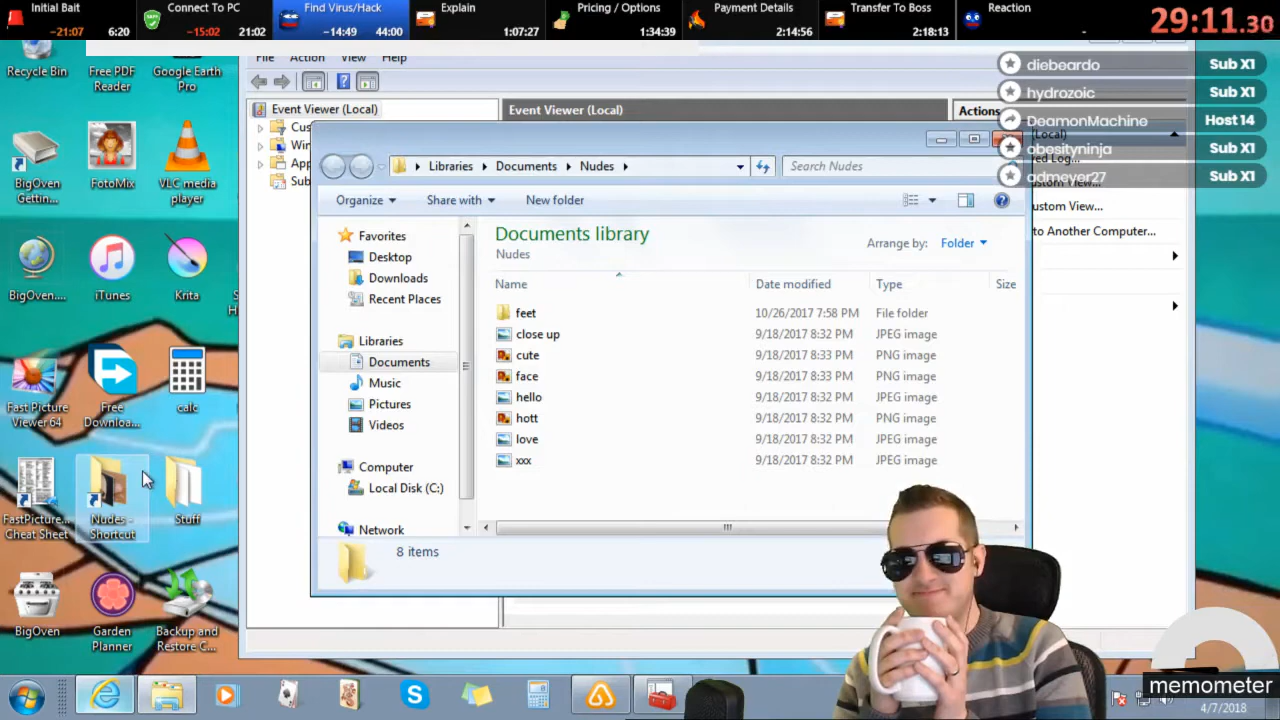 Initial Bait
-21:07 6:20
Connect To PC
-15:02 21:02
Find Virus/Hack
-14:49 44:00
Explain
1:07:27
Pricing / Options
1:34:39
Payment Details
2:14:56
Transfer To Boss
2:18:13
Reaction
-
29:11.30
File Action View Help
Event Viewer (Local)
Event Viewer (Local)
Actions
diebeardo Sub X1
hydrozoic Sub X1
DeamonMachine Host 14
obesityninja Sub X1
admeyer27 Sub X1
(Local)
ed Log...
ustom View...
ustom View...
to Another Computer...
Cus
Win
App
Sub
Libraries Documents Nudes
Search Nudes
Organize Share with New folder
Favorites
Desktop
Downloads
Recent Places
Libraries
Documents
Music
Pictures
Videos
Computer
Local Disk (C:)
Network
Documents library
Nudes
Arrange by: Folder
Name Date modified Type Size
feet 10/26/2017 7:58 PM File folder
close up 9/18/2017 8:32 PM JPEG image
cute 9/18/2017 8:33 PM PNG image
face 9/18/2017 8:33 PM PNG image
hello 9/18/2017 8:32 PM JPEG image
hott 9/18/2017 8:32 PM PNG image
love 9/18/2017 8:32 PM JPEG image
xxx 9/18/2017 8:32 PM JPEG image
8 items
Recycle Bin
Free PDF
Reader
Google Earth
Pro
BigOven
Gettin...
FotoMix
VLC media
player
BigOven....
iTunes
Krita
Fast Picture
Viewer 64
Free
Downloa...
calc
FastPicture...
Cheat Sheet
Nudes -
Shortcut
Stuff
BigOven
Garden
Planner
Backup and
Restore C...
memometer
4/7/2018